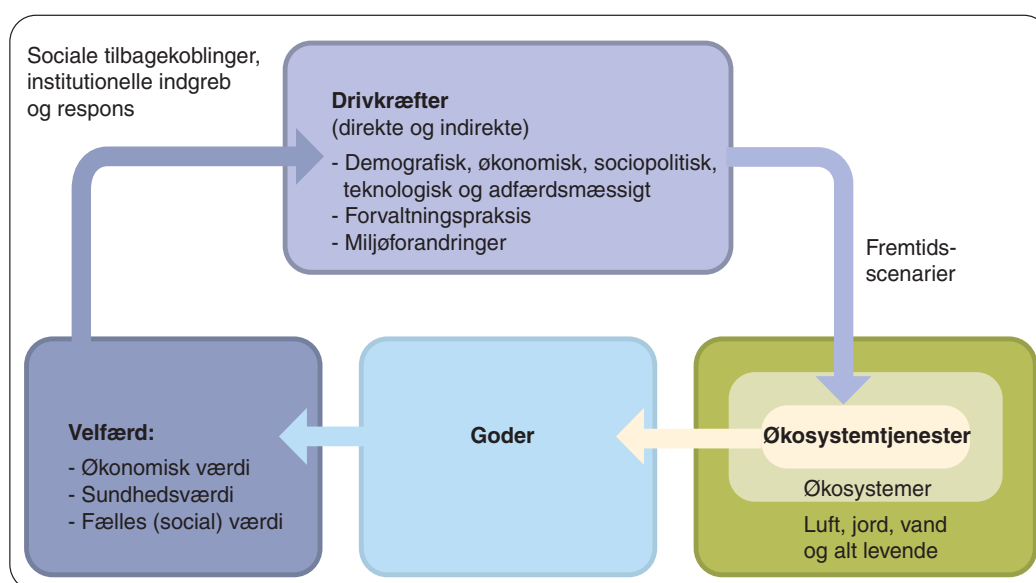 Sociale tilbagekoblinger,
institutionelle indgreb
og respons
Drivkræfter
(direkte og indirekte)
- Demografisk, økonomisk, sociopolitisk,
teknologisk og adfærdsmæssigt
- Forvaltningspraksis
- Miljøforandringer
Fremtids-
scenarier
Velfærd:
- Økonomisk værdi
- Sundhedsværdi
- Fælles (social) værdi
Goder
Økosystemtjenester
Økosystemer
Luft, jord, vand
og alt levende